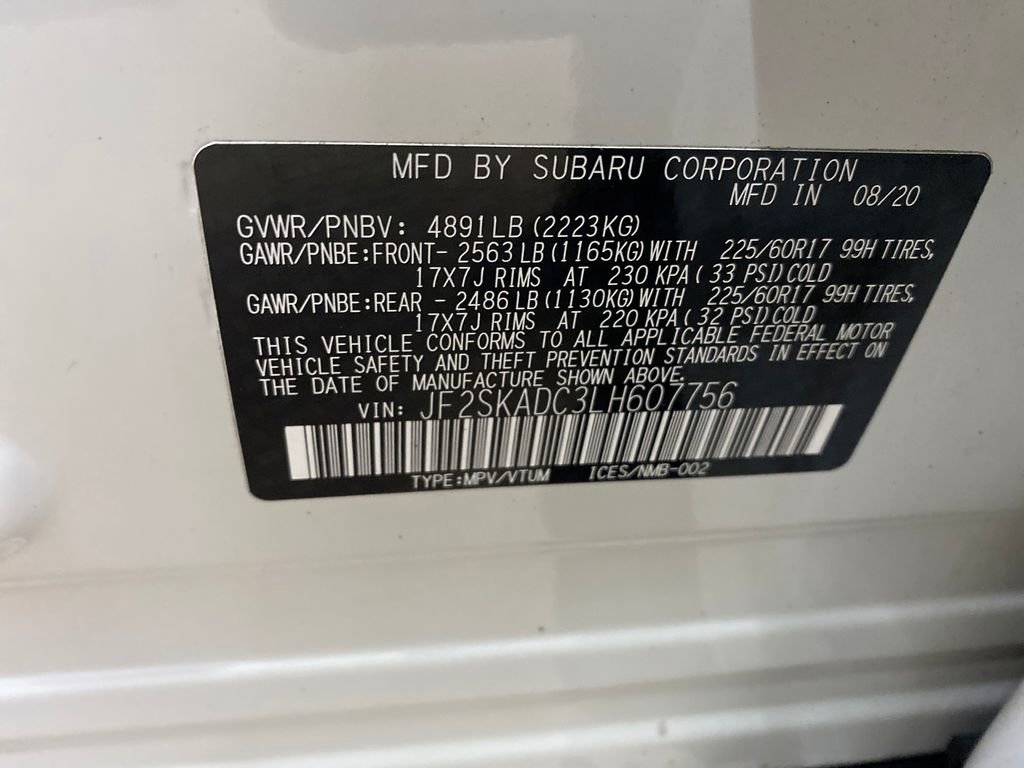 MFD BY SUBARU CORPORATION
MFD IN 08/20
GVWR/PNBV: 4891LB (2223KG)
GAWR/PNBE:FRONT- 2563 LB (1165KG) WITH 225/60R17 99H TIRES,
17X7J RIMS AT 230 KPA ( 33 PSI) COLD
GAWR/PNBE:REAR - 2486 LB (1130KG) WITH 225/60R17 99H TIRES,
17X7J RIMS AT 220 KPA ( 32 PSI) COLD
THIS VEHICLE CONFORMS TO ALL APPLICABLE FEDERAL MOTOR
VEHICLE SAFETY AND THEFT PREVENTION STANDARDS IN EFFECT ON
THE DATE OF MANUFACTURE SHOWN ABOVE.
VIN: JF2SKADC3LH607756
TYPE:MPV/VTUM ICES/NMB-002